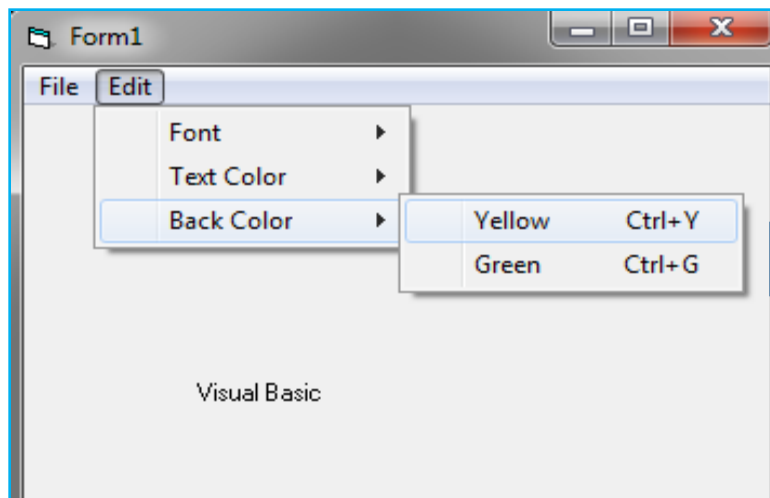 Form1
File Edit
Font
Text Color
Back Color
Yellow Ctrl+Y
Green Ctrl+G
Visual Basic